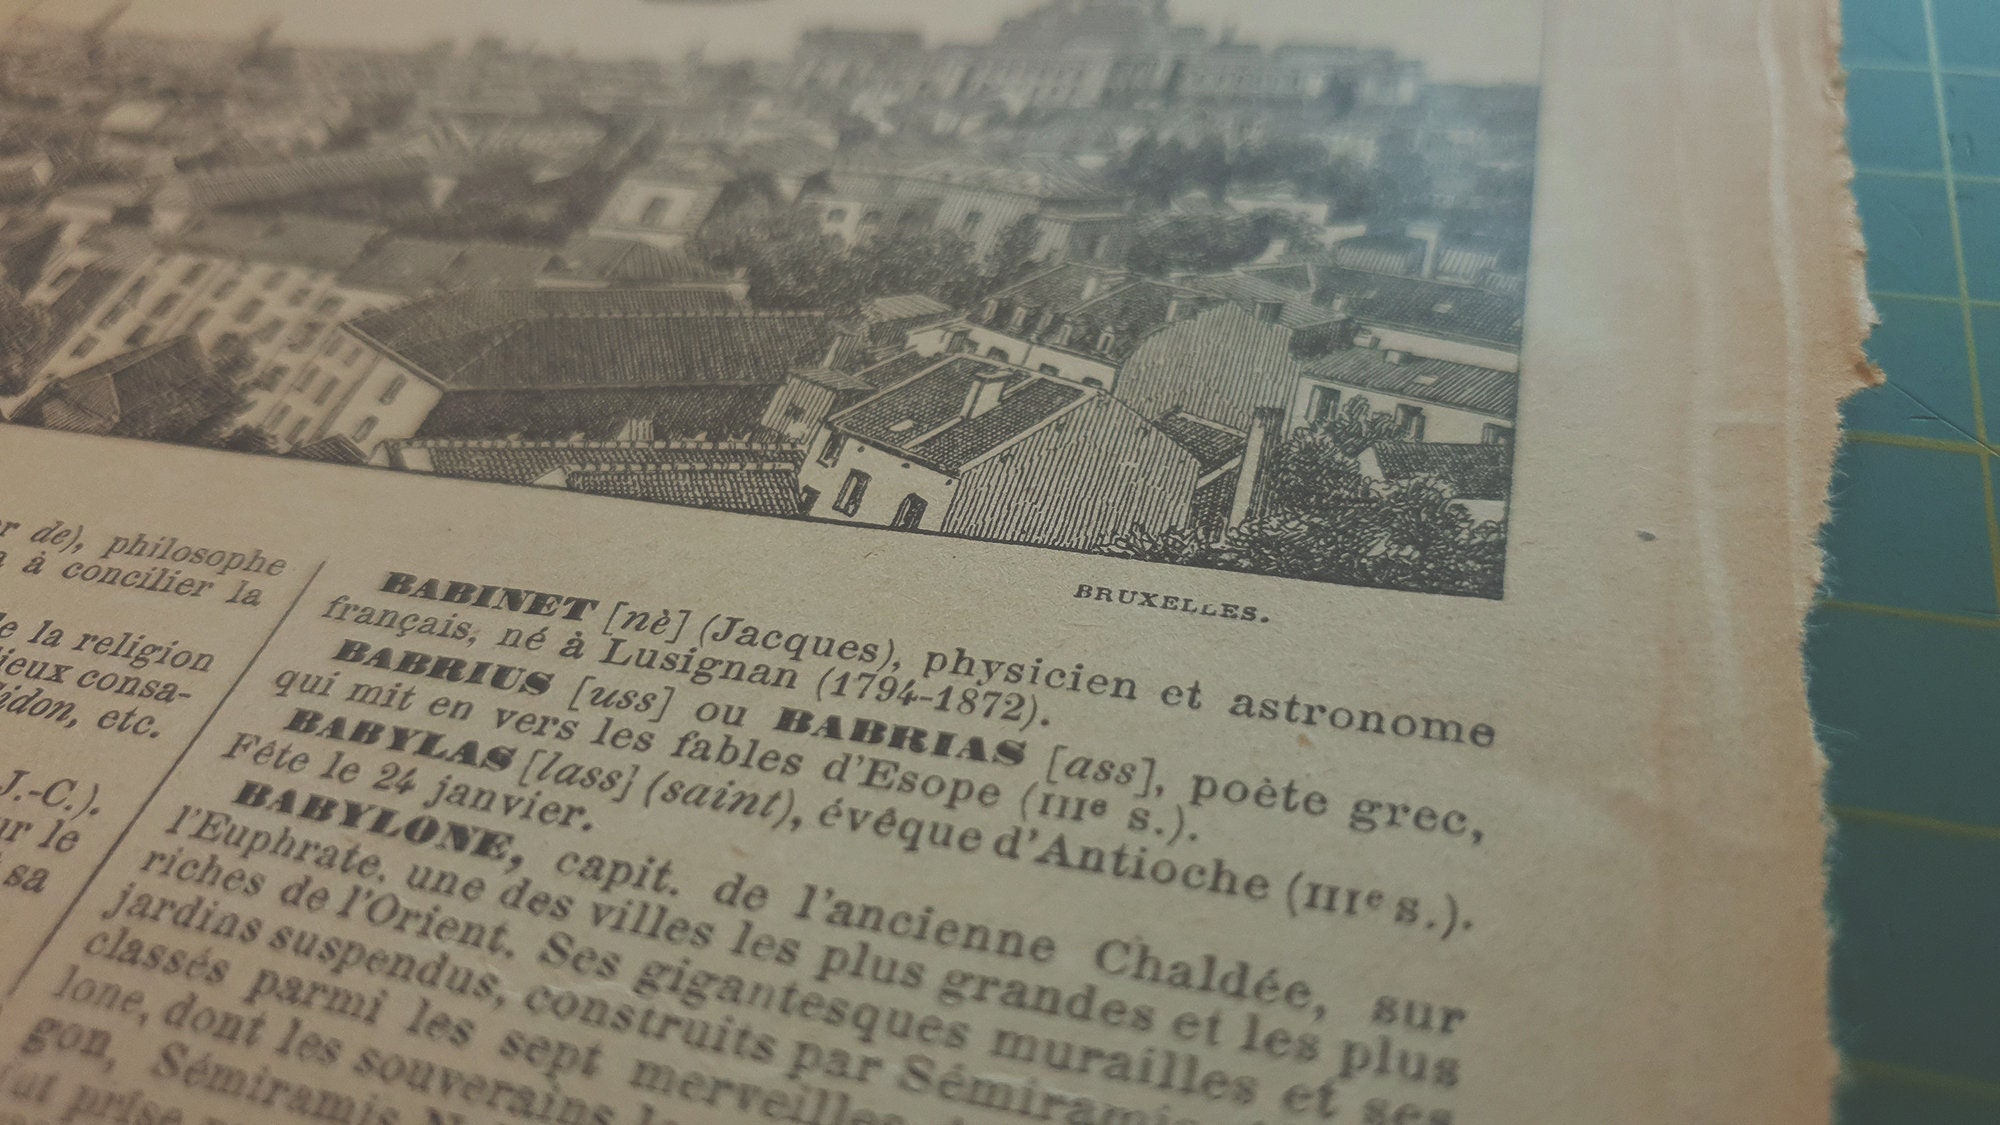 BRUXELLES.
r de), philosophe
à concilier la
e la religion
ieux consa-
idon, etc.
J.-C.).
ur le
sa
BABINET [nè] (Jacques), physicien et astronome
français, né à Lusignan (1794-1872).
BABRIUS [uss] ou BABRIAS [ass], poète grec,
qui mit en vers les fables d'Esope (IIIe s.).
BABYLAS [lass] (saint), évêque d'Antioche (IIIe s.).
Fête le 24 janvier.
BABYLONE, capit. de l'ancienne Chaldée, sur
l'Euphrate, une des villes les plus grandes et les plus
riches de l'Orient. Ses gigantesques murailles et ses
jardins suspendus, construits par Sémiramis
classés parmi les sept merveilles
lone, dont les souverains
gon, Sémiramis
fut prise